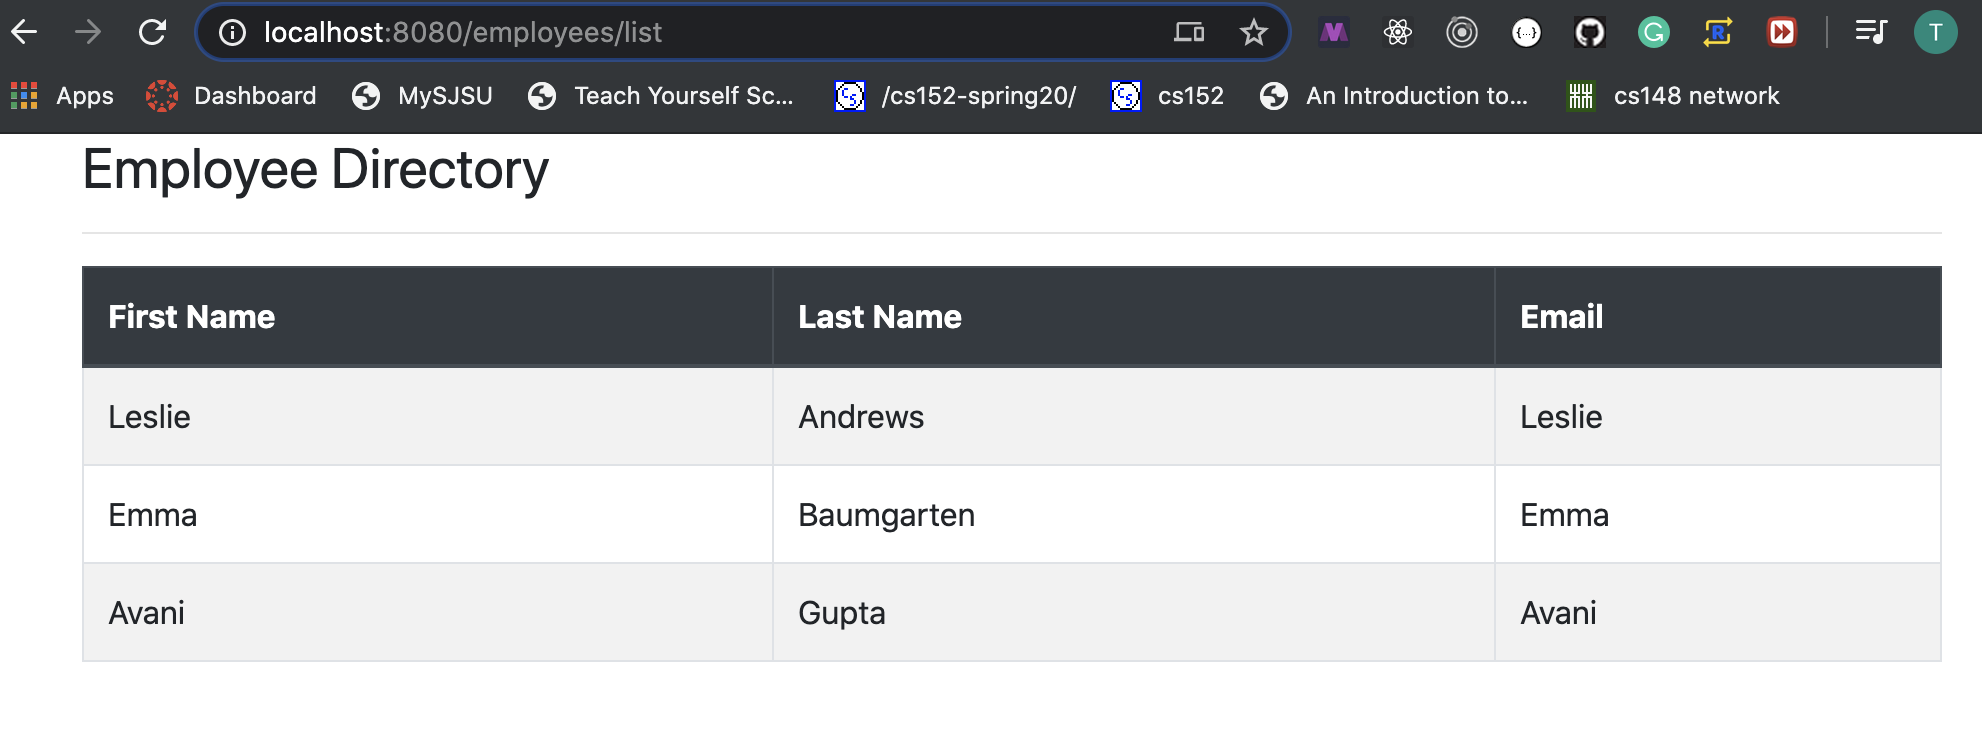 localhost:8080/employees/list
T
Apps Dashboard MySJSU Teach Yourself Sc... /cs152-spring20/ cs152 An Introduction to... cs148 network
Employee Directory
First Name Last Name Email
Leslie Andrews Leslie
Emma Baumgarten Emma
Avani Gupta Avani